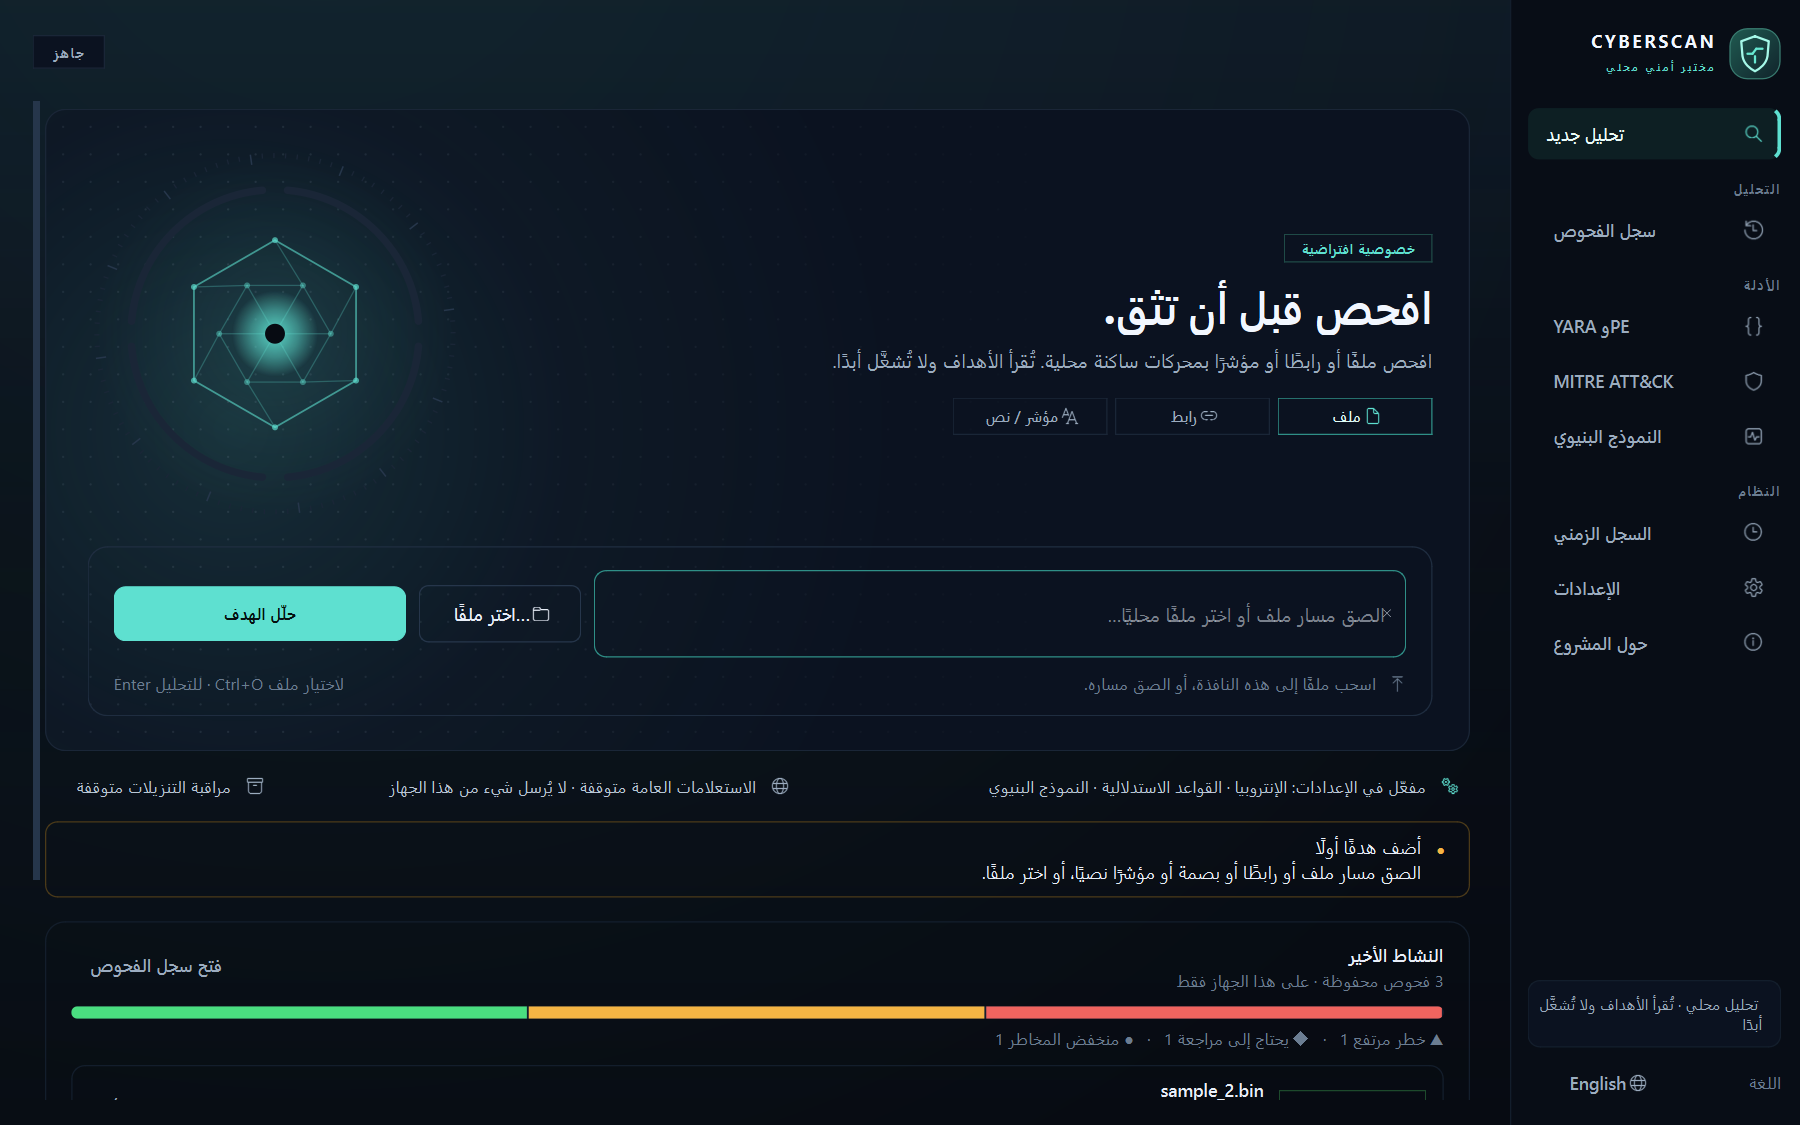 CYBERSCAN
مختبر أمني محلي
تحليل جديد
التحليل
سجل الفحوص
الأدلة
YARA وPE
MITRE ATT&CK
النموذج البنيوي
النظام
السجل الزمني
الإعدادات
حول المشروع
تحليل محلي · تُقرأ الأهداف ولا تُشغَّل
أبدًا
اللغة
English
جاهز
خصوصية افتراضية
افحص قبل أن تثق.
افحص ملفًا أو رابطًا أو مؤشرًا بمحركات ساكنة محلية. تُقرأ الأهداف ولا تُشغَّل أبدًا.
ملف
رابط
مؤشر / نص
الصق مسار ملف أو اختر ملفًا محليًا...
اختر ملفًا...
حلّل الهدف
اسحب ملفًا إلى هذه النافذة، أو الصق مساره.
لاختيار ملف Ctrl+O · للتحليل Enter
مفعّل في الإعدادات: الإنتروبيا · القواعد الاستدلالية · النموذج البنيوي
الاستعلامات العامة متوقفة · لا يُرسل شيء من هذا الجهاز
مراقبة التنزيلات متوقفة
أضف هدفًا أولًا
الصق مسار ملف أو رابطًا أو بصمة أو مؤشرًا نصيًا، أو اختر ملفًا.
النشاط الأخير
3 فحوص محفوظة · على هذا الجهاز فقط
فتح سجل الفحوص
▲ خطر مرتفع 1 · ◆ يحتاج إلى مراجعة 1 · ● منخفض المخاطر 1
sample_2.bin